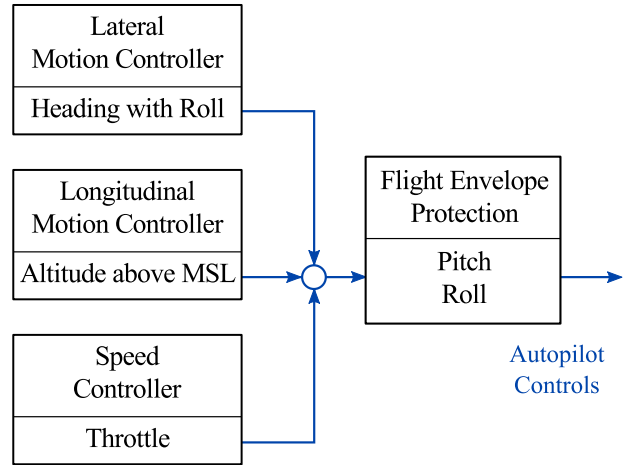 Lateral
Motion Controller
Heading with Roll
Longitudinal
Motion Controller
Altitude above MSL
Speed
Controller
Throttle
Flight Envelope
Protection
Pitch
Roll
Autopilot
Controls